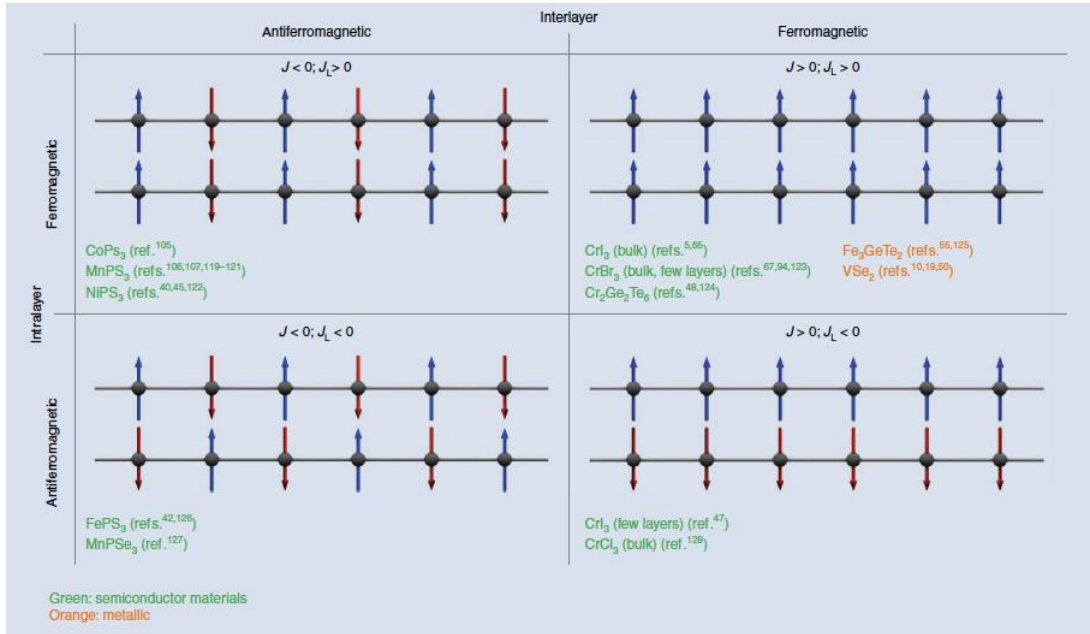 Interlayer
Antiferromagnetic
Ferromagnetic
Intralayer
Ferromagnetic
J < 0; J_L > 0
CoPs₃ (ref.¹⁰⁵)
MnPS₃ (refs.¹⁰⁶,¹⁰⁷,¹¹⁹⁻¹²¹)
NiPS₃ (refs.⁴⁰,⁴⁵,¹²²)
J > 0; J_L > 0
CrI₃ (bulk) (refs.⁵,⁶⁵)
CrBr₃ (bulk, few layers) (refs.⁶⁷,⁹⁴,¹²³)
Cr₂Ge₂Te₆ (refs.⁴⁸,¹²⁴)
Fe₃GeTe₂ (refs.⁵⁵,¹²⁵)
VSe₂ (refs.¹⁰,¹⁹,⁵⁰)
Antiferromagnetic
J < 0; J_L < 0
FePS₃ (refs.⁴²,¹²⁶)
MnPSe₃ (ref.¹²⁷)
J > 0; J_L < 0
CrI₃ (few layers) (ref.⁴⁷)
CrCl₃ (bulk) (ref.¹²⁸)
Green: semiconductor materials
Orange: metallic